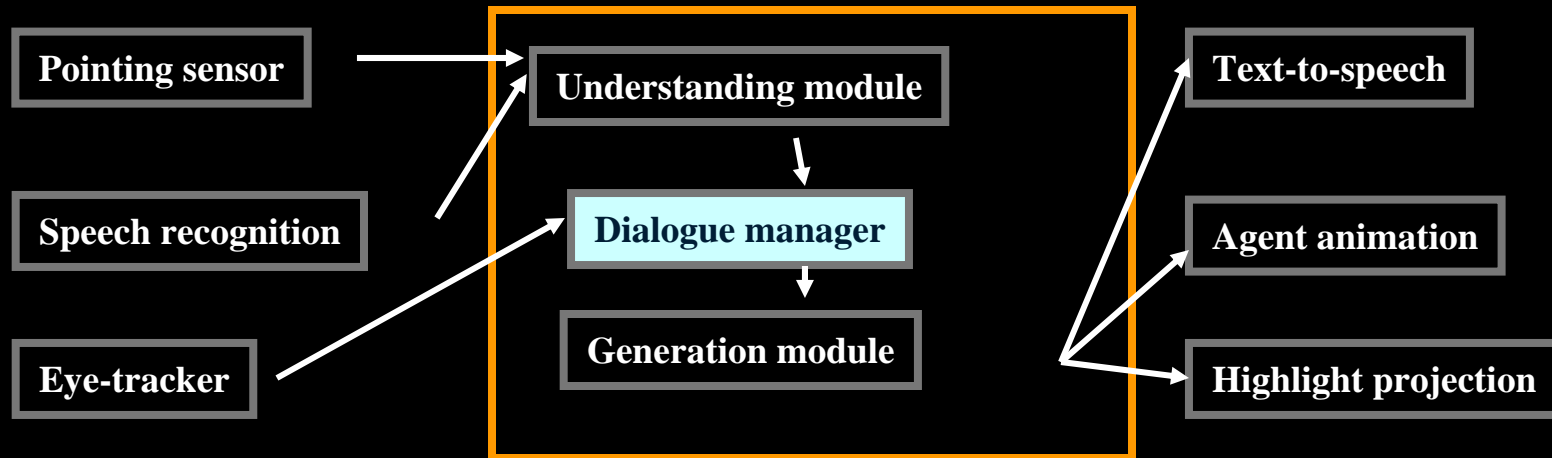 Pointing sensor
Speech recognition
Eye-tracker
Understanding module
Dialogue manager
Generation module
Text-to-speech
Agent animation
Highlight projection